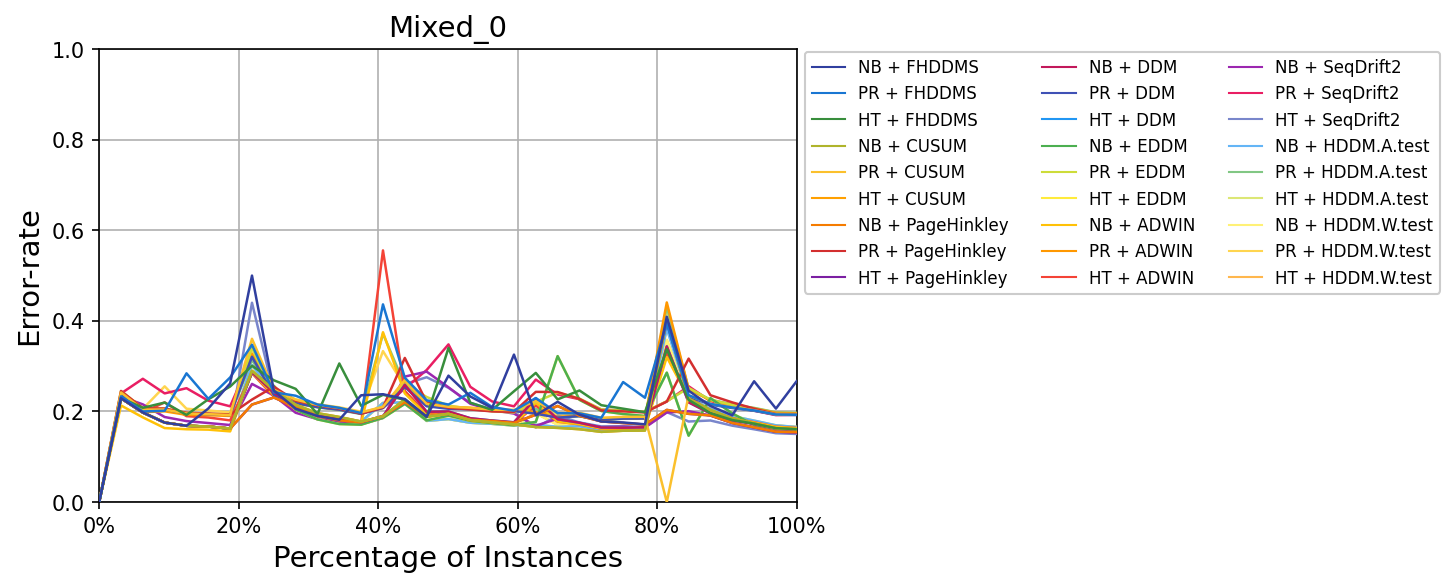 Mixed_0
1.0
0.8
0.6
0.4
0.2
0.0
Error-rate
0% 20% 40% 60% 80% 100%
Percentage of Instances
NB + FHDDMS
PR + FHDDMS
HT + FHDDMS
NB + CUSUM
PR + CUSUM
HT + CUSUM
NB + PageHinkley
PR + PageHinkley
HT + PageHinkley
NB + DDM
PR + DDM
HT + DDM
NB + EDDM
PR + EDDM
HT + EDDM
NB + ADWIN
PR + ADWIN
HT + ADWIN
NB + SeqDrift2
PR + SeqDrift2
HT + SeqDrift2
NB + HDDM.A.test
PR + HDDM.A.test
HT + HDDM.A.test
NB + HDDM.W.test
PR + HDDM.W.test
HT + HDDM.W.test